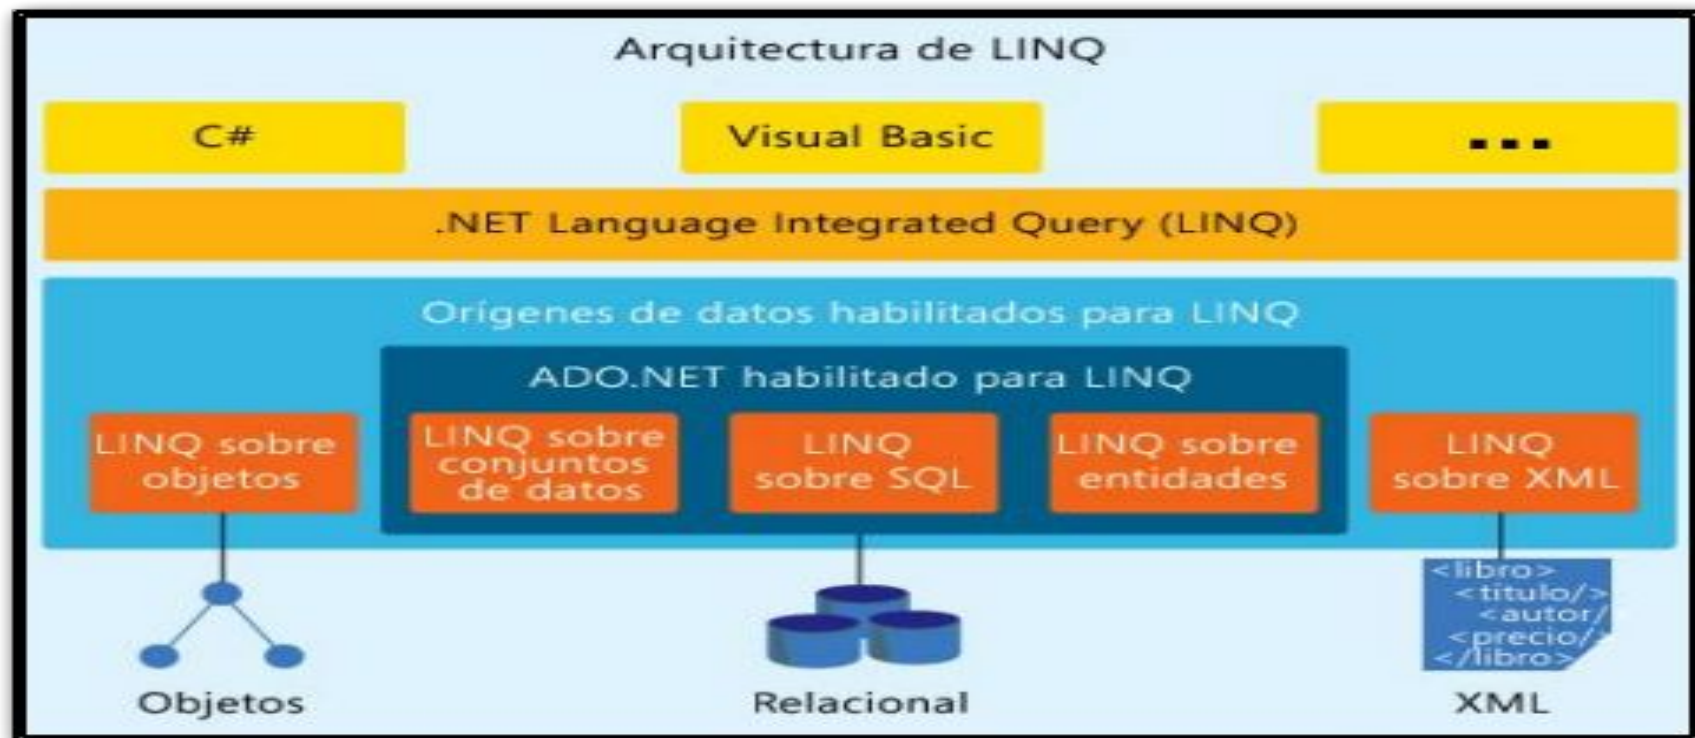 Arquitectura de LINQ
C#
Visual Basic
...
.NET Language Integrated Query (LINQ)
Orígenes de datos habilitados para LINQ
ADO.NET habilitado para LINQ
LINQ sobre
objetos
LINQ sobre
conjuntos
de datos
LINQ
sobre SQL
LINQ sobre
entidades
LINQ
sobre XML
<libro>
<titulo/>
<autor/
<precio/>
</libro>
Objetos
Relacional
XML